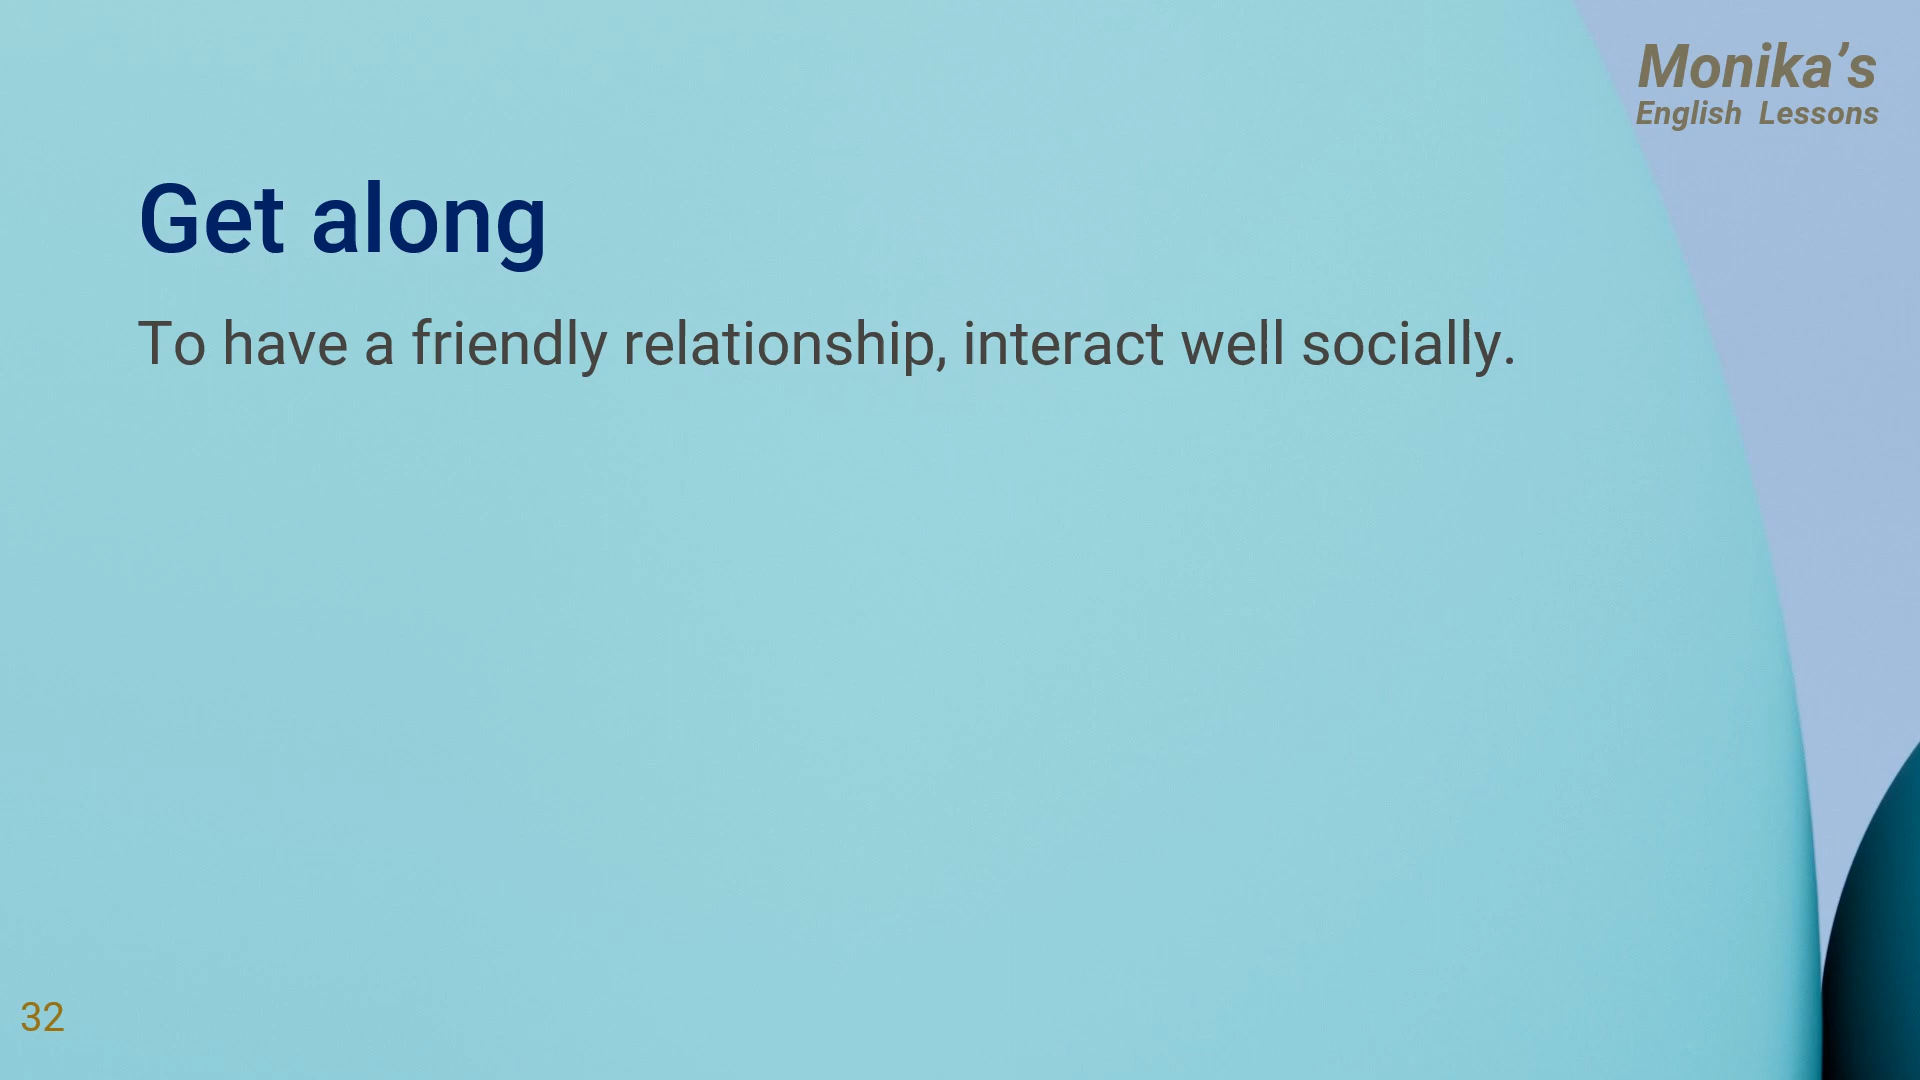 Monika’s
English Lessons
Get along
To have a friendly relationship, interact well socially.
32